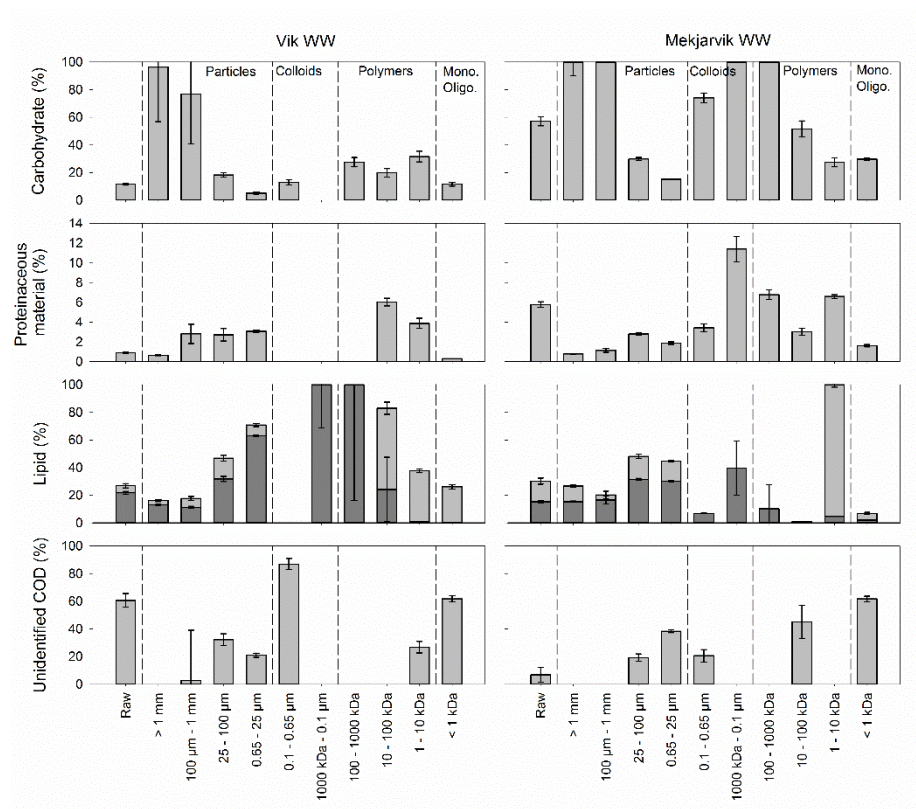 Vik WW
Mekjarvik WW
Carbohydrate (%)
100
80
60
40
20
0
Particles
Colloids
Polymers
Mono.
Oligo.
Particles
Colloids
Polymers
Mono.
Oligo.
Proteinaceous
material (%)
14
12
10
8
6
4
2
0
Lipid (%)
100
80
60
40
20
0
Unidentified COD (%)
100
80
60
40
20
0
Raw
> 1 mm
100 µm - 1 mm
25 - 100 µm
0.65 - 25 µm
0.1 - 0.65 µm
1000 kDa - 0.1 µm
100 - 1000 kDa
10 - 100 kDa
1 - 10 kDa
< 1 kDa
Raw
> 1 mm
100 µm - 1 mm
25 - 100 µm
0.65 - 25 µm
0.1 - 0.65 µm
1000 kDa - 0.1 µm
100 - 1000 kDa
10 - 100 kDa
1 - 10 kDa
< 1 kDa